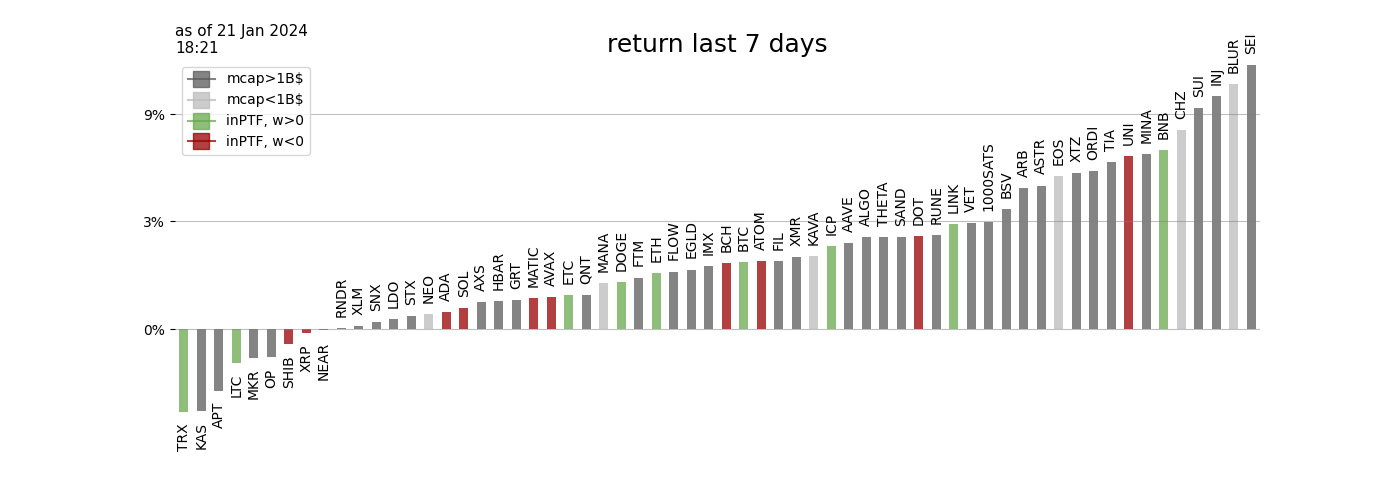 as of 21 Jan 2024
18:21
return last 7 days
mcap>1B$
mcap<1B$
inPTF, w>0
inPTF, w<0
9%
3%
0%
TRX
KAS
APT
LTC
MKR
OP
SHIB
XRP
NEAR
RNDR
XLM
SNX
LDO
STX
NEO
ADA
SOL
AXS
HBAR
GRT
MATIC
AVAX
ETC
QNT
MANA
DOGE
FTM
ETH
FLOW
EGLD
IMX
BCH
BTC
ATOM
FIL
XMR
KAVA
ICP
AAVE
ALGO
THETA
SAND
DOT
RUNE
LINK
VET
1000SATS
BSV
ARB
ASTR
EOS
XTZ
ORDI
TIA
UNI
MINA
BNB
CHZ
SUI
INJ
BLUR
SEI